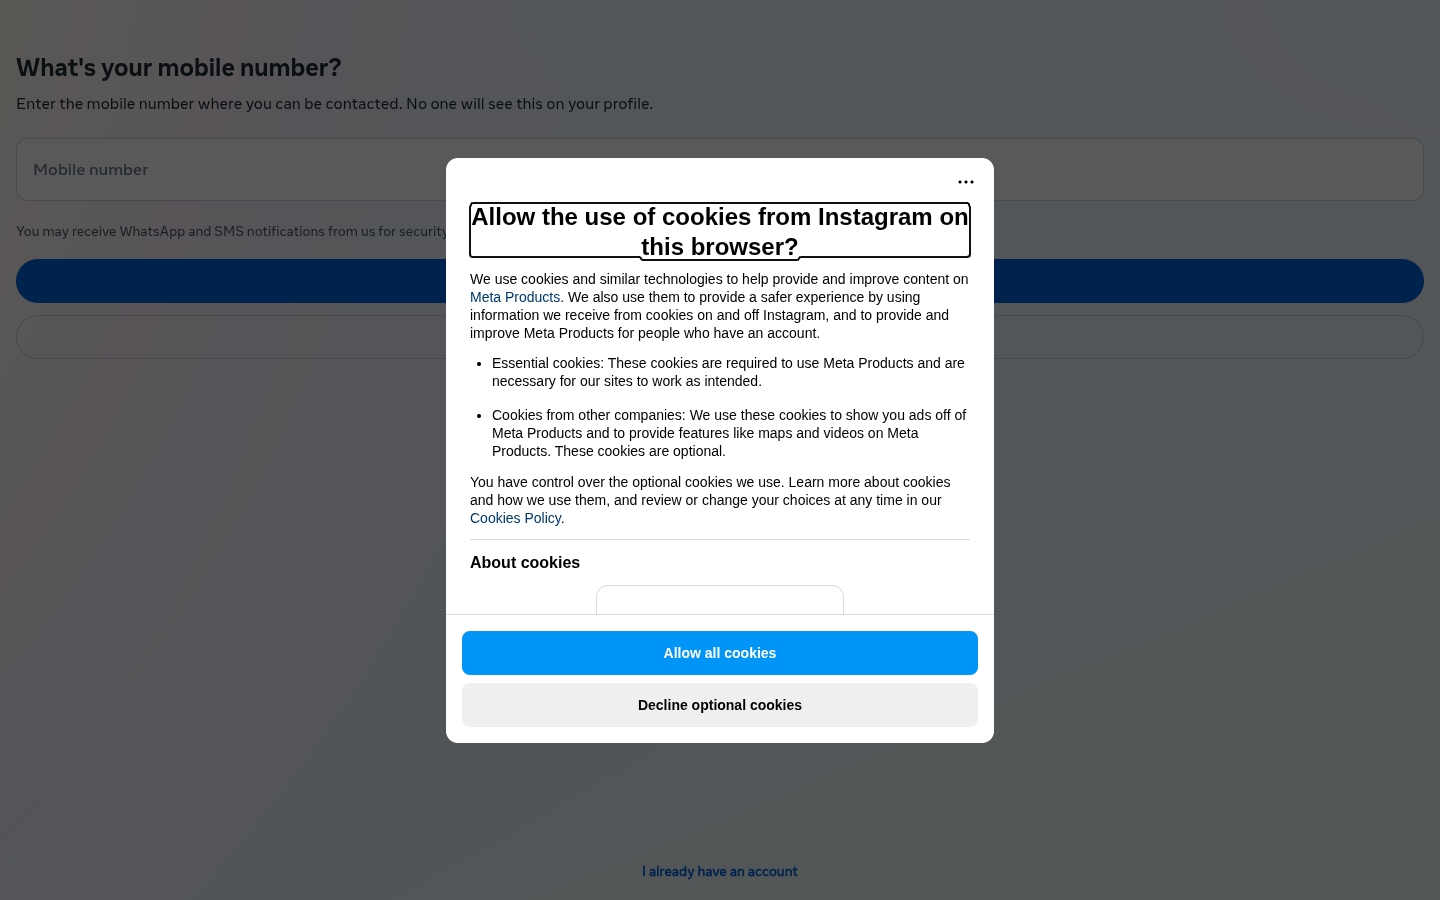 What's your mobile number?
Enter the mobile number where you can be contacted. No one will see this on your profile.
Mobile number
You may receive WhatsApp and SMS notifications from us for security
Allow the use of cookies from Instagram on
this browser?
We use cookies and similar technologies to help provide and improve content on
Meta Products. We also use them to provide a safer experience by using
information we receive from cookies on and off Instagram, and to provide and
improve Meta Products for people who have an account.
• Essential cookies: These cookies are required to use Meta Products and are
necessary for our sites to work as intended.
• Cookies from other companies: We use these cookies to show you ads off of
Meta Products and to provide features like maps and videos on Meta
Products. These cookies are optional.
You have control over the optional cookies we use. Learn more about cookies
and how we use them, and review or change your choices at any time in our
Cookies Policy.
About cookies
Allow all cookies
Decline optional cookies
I already have an account